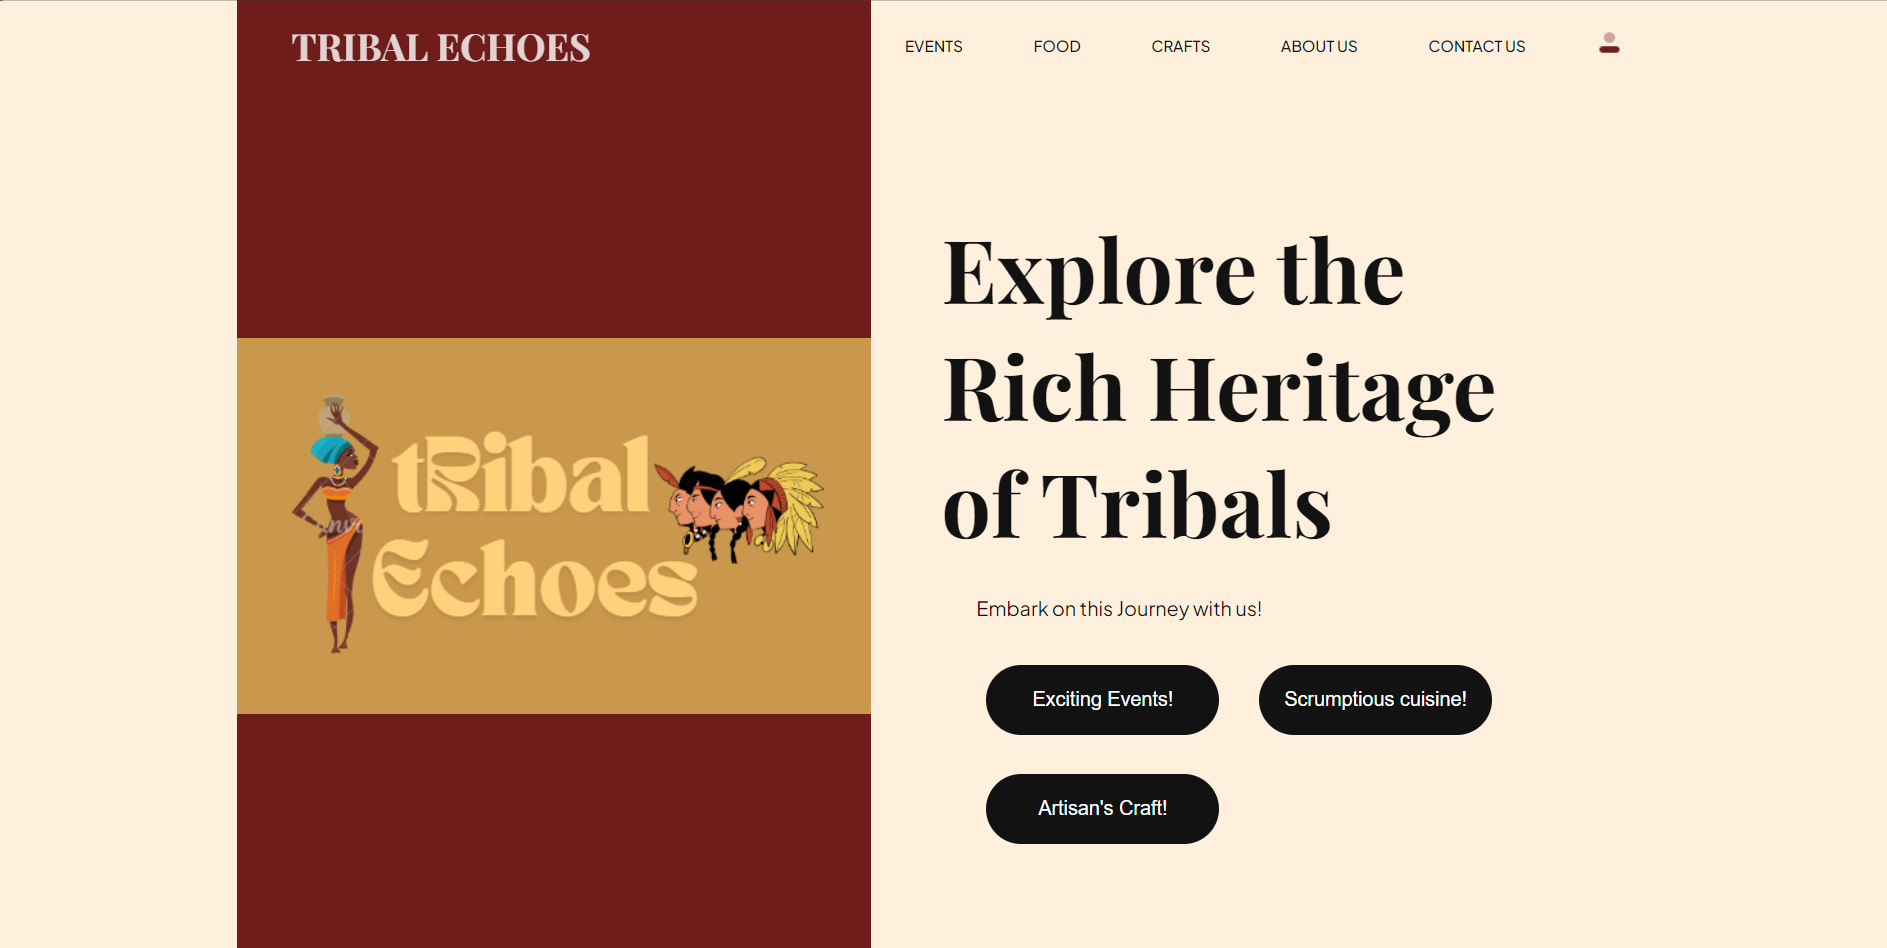 TRIBAL ECHOES
EVENTS
FOOD
CRAFTS
ABOUT US
CONTACT US
tRibal
Echoes
Explore the
Rich Heritage
of Tribals
Embark on this Journey with us!
Exciting Events!
Scrumptious cuisine!
Artisan's Craft!